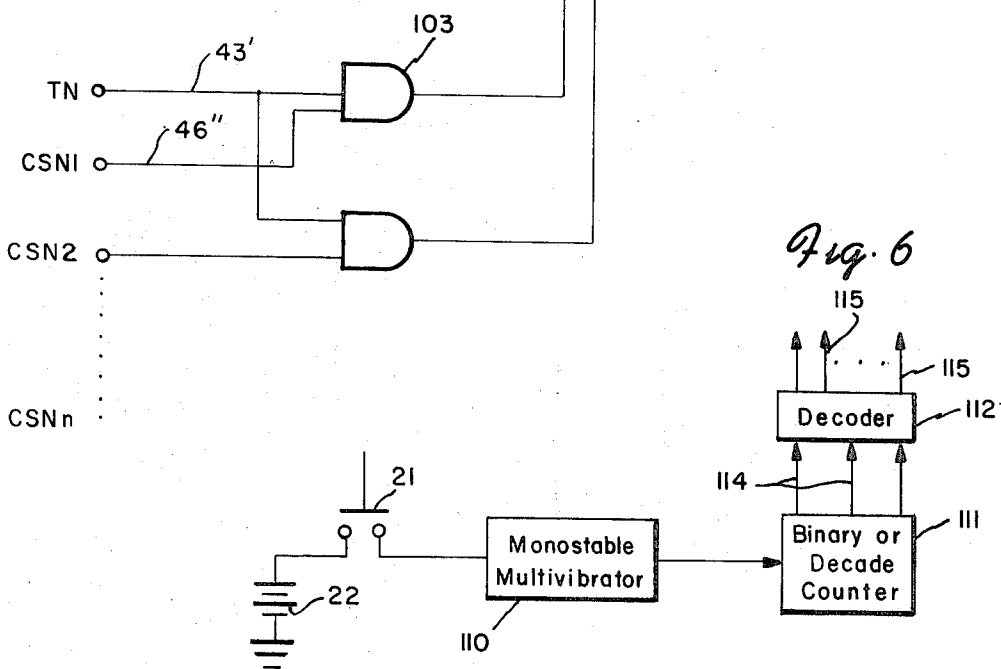 103
43'
TN
46"
CSN1
CSN2
Fig. 6
115
115
CSNn
Decoder
112
21
114
Monostable
Multivibrator
Binary or
Decade
Counter
111
22
110